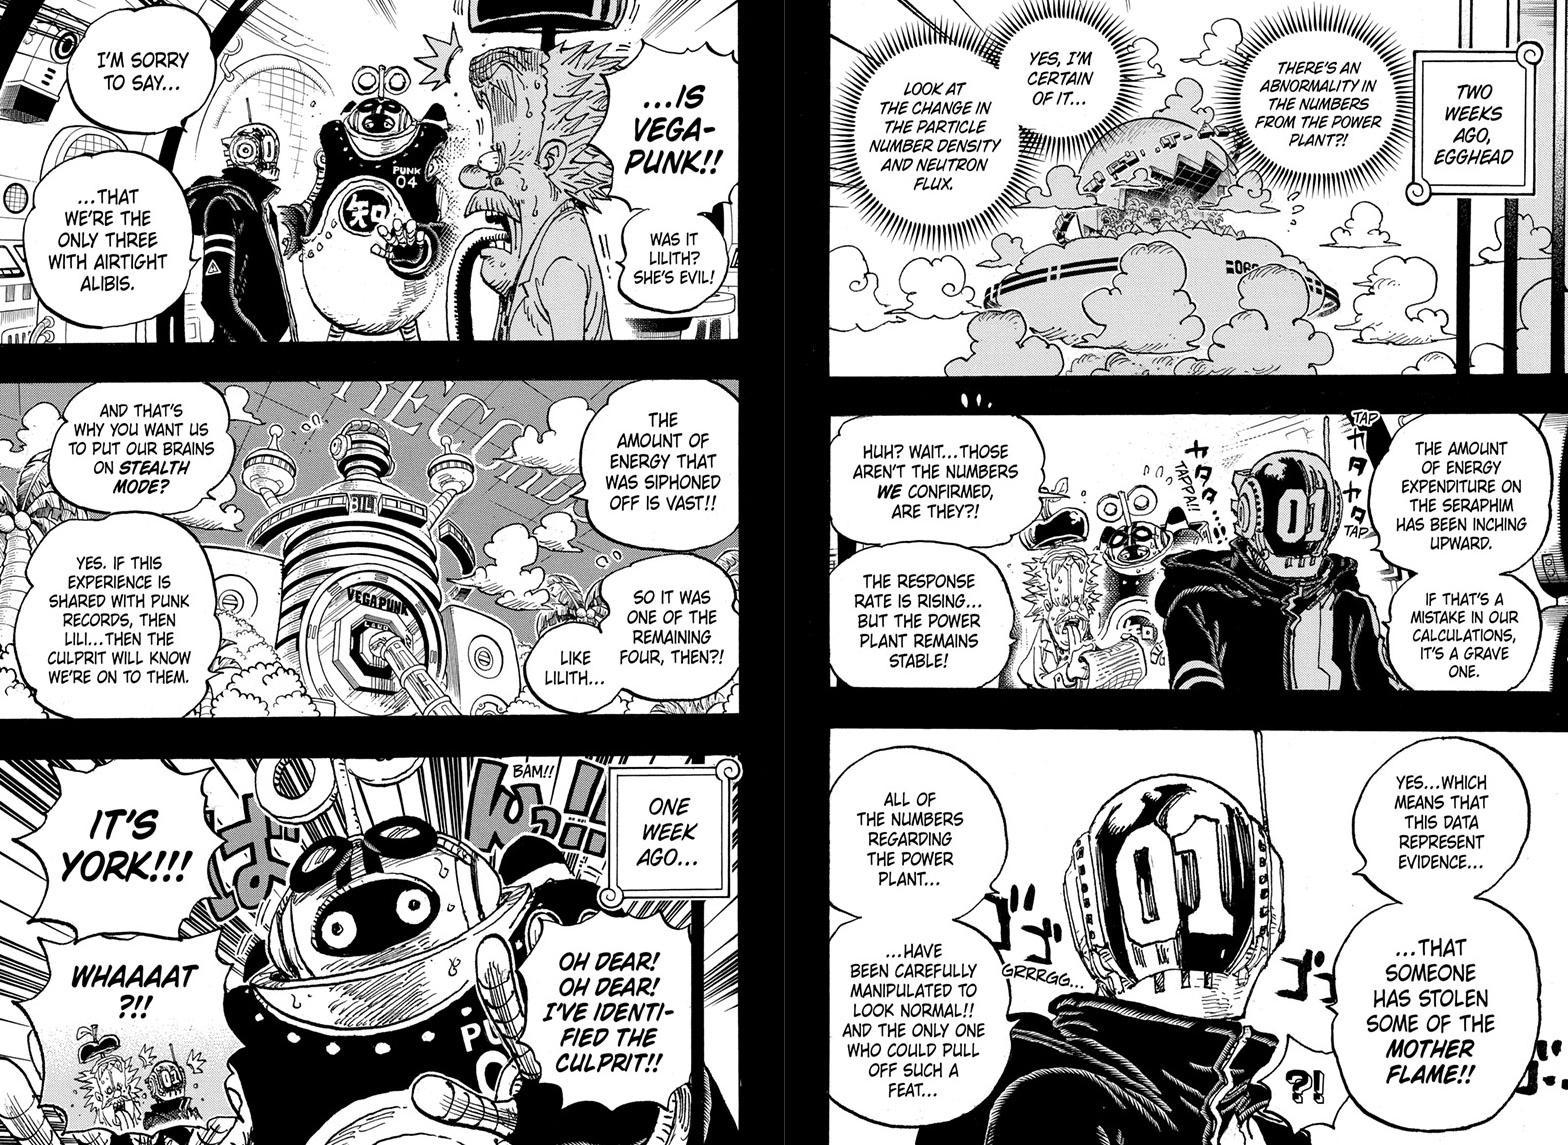 TWO
WEEKS
AGO,
EGGHEAD
THERE'S AN
ABNORMALITY IN
THE NUMBERS
FROM THE POWER
PLANT?!
YES, I'M
CERTAIN
OF IT...
LOOK AT
THE CHANGE IN
THE PARTICLE
NUMBER DENSITY
AND NEUTRON
FLUX.
THE AMOUNT
OF ENERGY
EXPENDITURE ON
THE SERAPHIM
HAS BEEN INCHING
UPWARD.
IF THAT'S A
MISTAKE IN OUR
CALCULATIONS,
IT'S A GRAVE
ONE.
TAP
TAP
01
TAPPA!!
HUH? WAIT...THOSE
AREN'T THE NUMBERS
WE CONFIRMED,
ARE THEY?!
THE RESPONSE
RATE IS RISING...
BUT THE POWER
PLANT REMAINS
STABLE!
YES...WHICH
MEANS THAT
THIS DATA
REPRESENT
EVIDENCE...
...THAT
SOMEONE
HAS STOLEN
SOME OF THE
MOTHER
FLAME!!
?!
01
ゴゴ
GRRRGG...
ALL OF
THE NUMBERS
REGARDING
THE POWER
PLANT...
...HAVE
BEEN CAREFULLY
MANIPULATED TO
LOOK NORMAL!!
AND THE ONLY ONE
WHO COULD PULL
OFF SUCH A
FEAT...
...IS
VEGA-
PUNK!!
WAS IT
LILITH?
SHE'S EVIL!
PUNK
04
知
I'M SORRY
TO SAY...
...THAT
WE'RE THE
ONLY THREE
WITH AIRTIGHT
ALIBIS.
THE
AMOUNT OF
ENERGY THAT
WAS SIPHONED
OFF IS VAST!!
SO IT WAS
ONE OF THE
REMAINING
FOUR, THEN?!
LIKE
LILITH...
VEGAPUNK
AND THAT'S
WHY YOU WANT US
TO PUT OUR BRAINS
ON STEALTH
MODE?
YES. IF THIS
EXPERIENCE IS
SHARED WITH PUNK
RECORDS, THEN
LILI...THEN THE
CULPRIT WILL KNOW
WE'RE ON TO THEM.
ONE
WEEK
AGO...
BAM!!
OH DEAR!
OH DEAR!
I'VE IDENTI-
FIED THE
CULPRIT!!
IT'S
YORK!!!
WHAAAAT
?!!